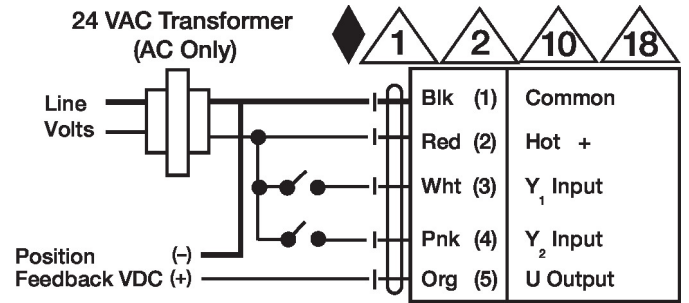 24 VAC Transformer
(AC Only)
1 2 10 18
Line
Volts
Blk (1) Common
Red (2) Hot +
Wht (3) Y1 Input
Pnk (4) Y2 Input
Position (–)
Feedback VDC (+)
Org (5) U Output